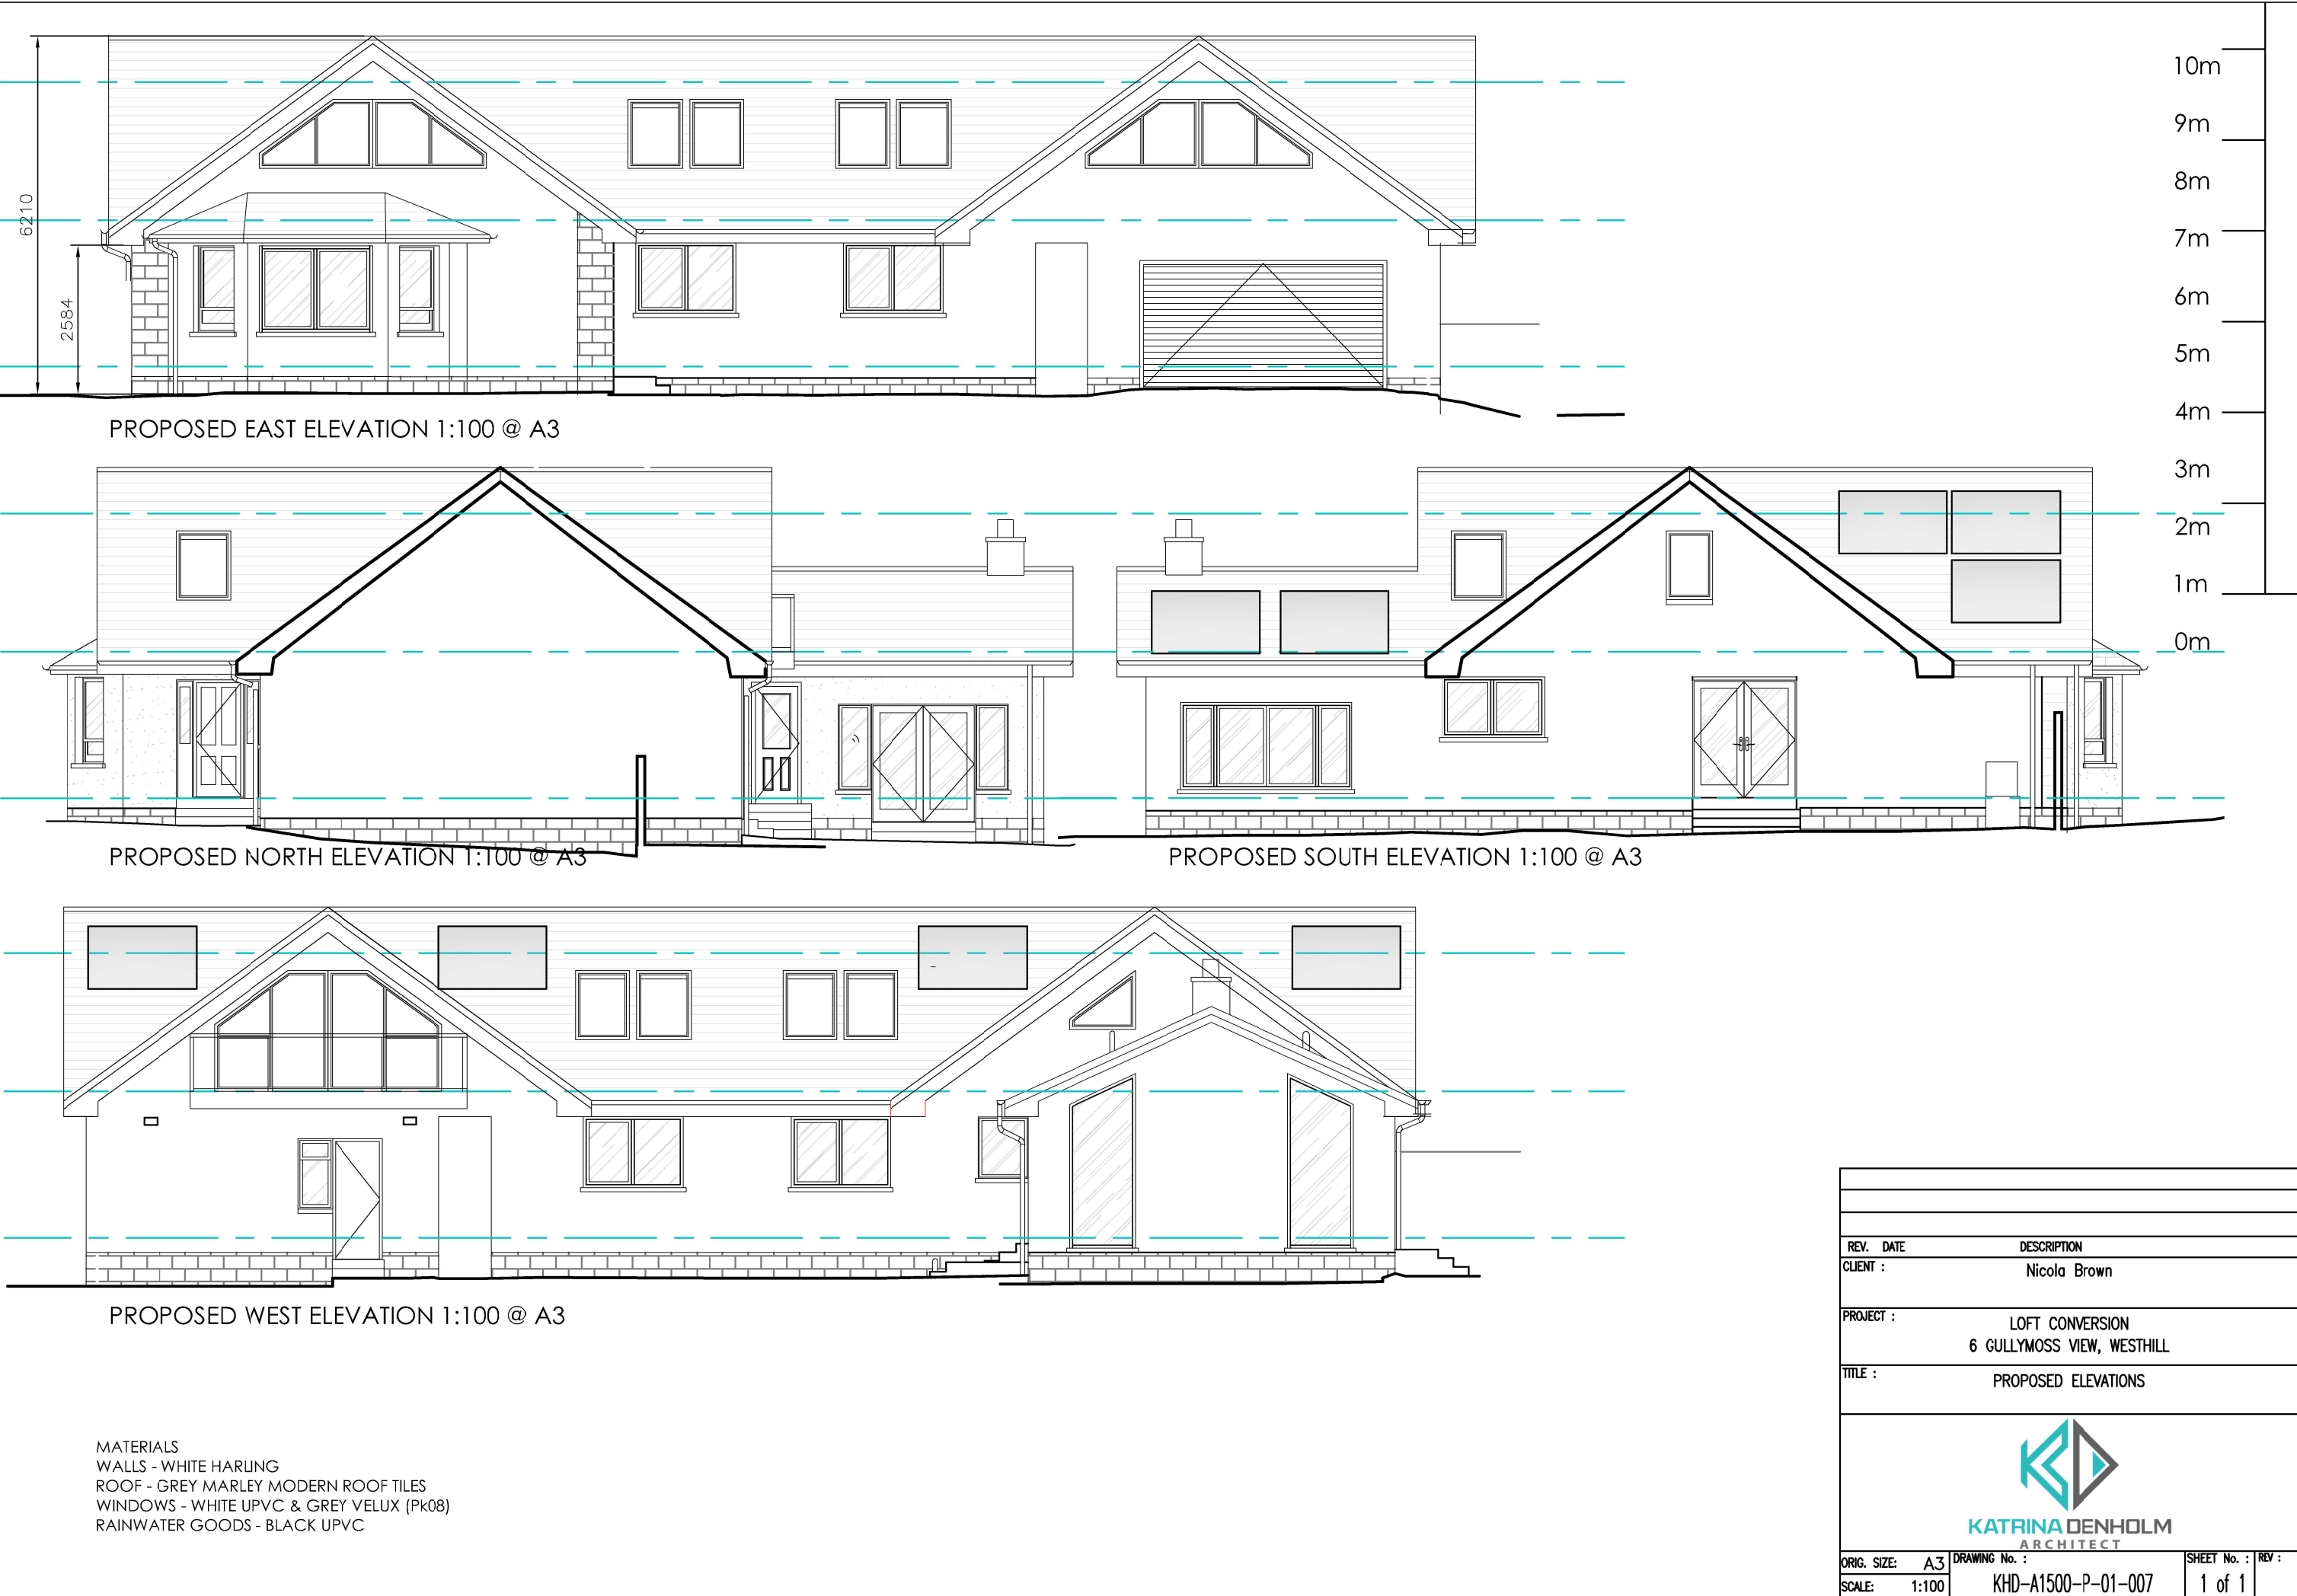 6210
2584
PROPOSED EAST ELEVATION 1:100 @ A3
10m
9m
8m
7m
6m
5m
4m
3m
2m
1m
0m
PROPOSED NORTH ELEVATION 1:100 @ A3
PROPOSED SOUTH ELEVATION 1:100 @ A3
PROPOSED WEST ELEVATION 1:100 @ A3
MATERIALS
WALLS - WHITE HARLING
ROOF - GREY MARLEY MODERN ROOF TILES
WINDOWS - WHITE UPVC & GREY VELUX (Pk08)
RAINWATER GOODS - BLACK UPVC
REV. DATE DESCRIPTION
CLIENT : Nicola Brown
PROJECT : LOFT CONVERSION
6 GULLYMOSS VIEW, WESTHILL
TITLE : PROPOSED ELEVATIONS
KD
KATRINA DENHOLM
ARCHITECT
ORIG. SIZE: A3 DRAWING No. : SHEET No. : REV :
SCALE: 1:100 KHD-A1500-P-01-007 1 of 1